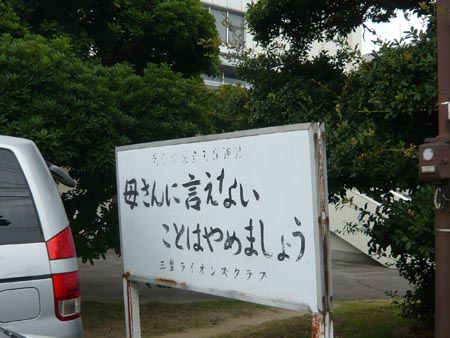 母さんに言えない
ことはやめましょう
三豊ライオンズクラブ